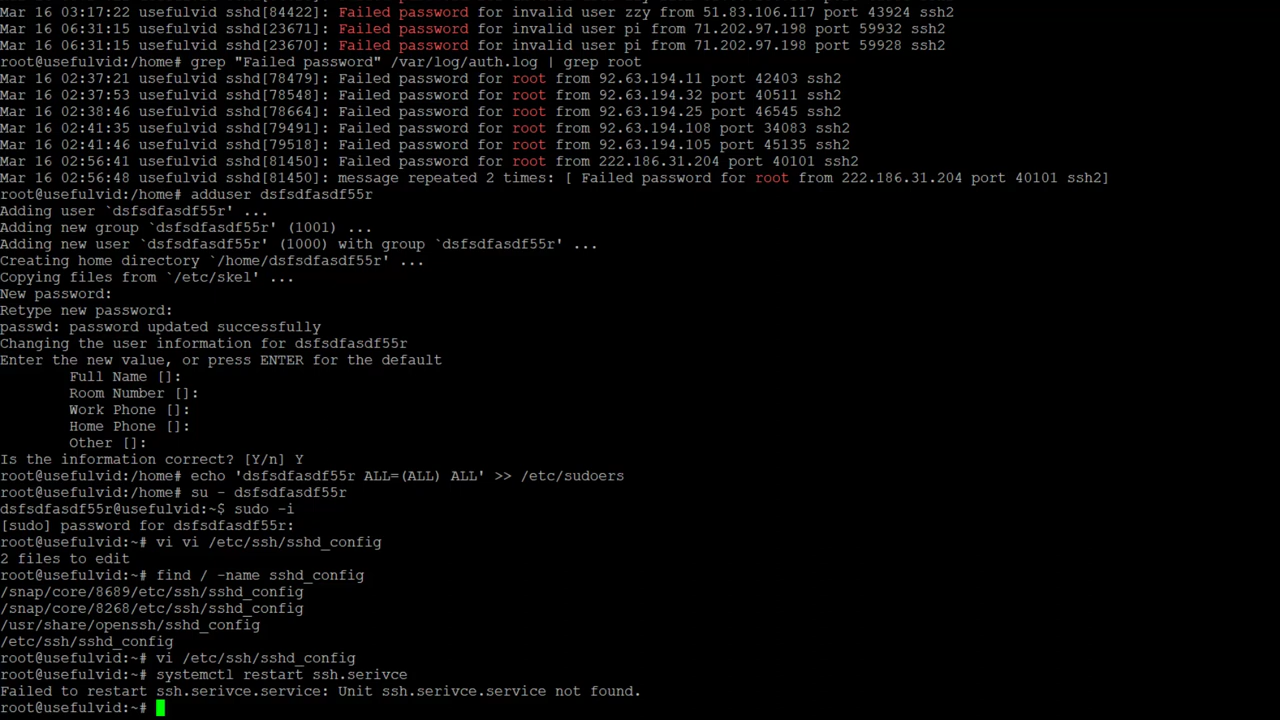 Mar 16 03:17:22 usefulvid sshd[84422]: Failed password for invalid user zzy from 51.83.106.117 port 43924 ssh2
Mar 16 06:31:15 usefulvid sshd[23671]: Failed password for invalid user pi from 71.202.97.198 port 59932 ssh2
Mar 16 06:31:15 usefulvid sshd[23670]: Failed password for invalid user pi from 71.202.97.198 port 59928 ssh2
root@usefulvid:/home# grep "Failed password" /var/log/auth.log | grep root
Mar 16 02:37:21 usefulvid sshd[78479]: Failed password for root from 92.63.194.11 port 42403 ssh2
Mar 16 02:37:53 usefulvid sshd[78548]: Failed password for root from 92.63.194.32 port 40511 ssh2
Mar 16 02:38:46 usefulvid sshd[78664]: Failed password for root from 92.63.194.25 port 46545 ssh2
Mar 16 02:41:35 usefulvid sshd[79491]: Failed password for root from 92.63.194.108 port 34083 ssh2
Mar 16 02:41:46 usefulvid sshd[79518]: Failed password for root from 92.63.194.105 port 45135 ssh2
Mar 16 02:56:41 usefulvid sshd[81450]: Failed password for root from 222.186.31.204 port 40101 ssh2
Mar 16 02:56:48 usefulvid sshd[81450]: message repeated 2 times: [ Failed password for root from 222.186.31.204 port 40101 ssh2]
root@usefulvid:/home# adduser dsfsdfasdf55r
Adding user `dsfsdfasdf55r' ...
Adding new group `dsfsdfasdf55r' (1001) ...
Adding new user `dsfsdfasdf55r' (1000) with group `dsfsdfasdf55r' ...
Creating home directory `/home/dsfsdfasdf55r' ...
Copying files from `/etc/skel' ...
New password:
Retype new password:
passwd: password updated successfully
Changing the user information for dsfsdfasdf55r
Enter the new value, or press ENTER for the default
Full Name []:
Room Number []:
Work Phone []:
Home Phone []:
Other []:
Is the information correct? [Y/n] Y
root@usefulvid:/home# echo 'dsfsdfasdf55r ALL=(ALL) ALL' >> /etc/sudoers
root@usefulvid:/home# su - dsfsdfasdf55r
dsfsdfasdf55r@usefulvid:~$ sudo -i
[sudo] password for dsfsdfasdf55r:
root@usefulvid:~# vi vi /etc/ssh/sshd_config
2 files to edit
root@usefulvid:~# find / -name sshd_config
/snap/core/8689/etc/ssh/sshd_config
/snap/core/8268/etc/ssh/sshd_config
/usr/share/openssh/sshd_config
/etc/ssh/sshd_config
root@usefulvid:~# vi /etc/ssh/sshd_config
root@usefulvid:~# systemctl restart ssh.serivce
Failed to restart ssh.serivce.service: Unit ssh.serivce.service not found.
root@usefulvid:~#